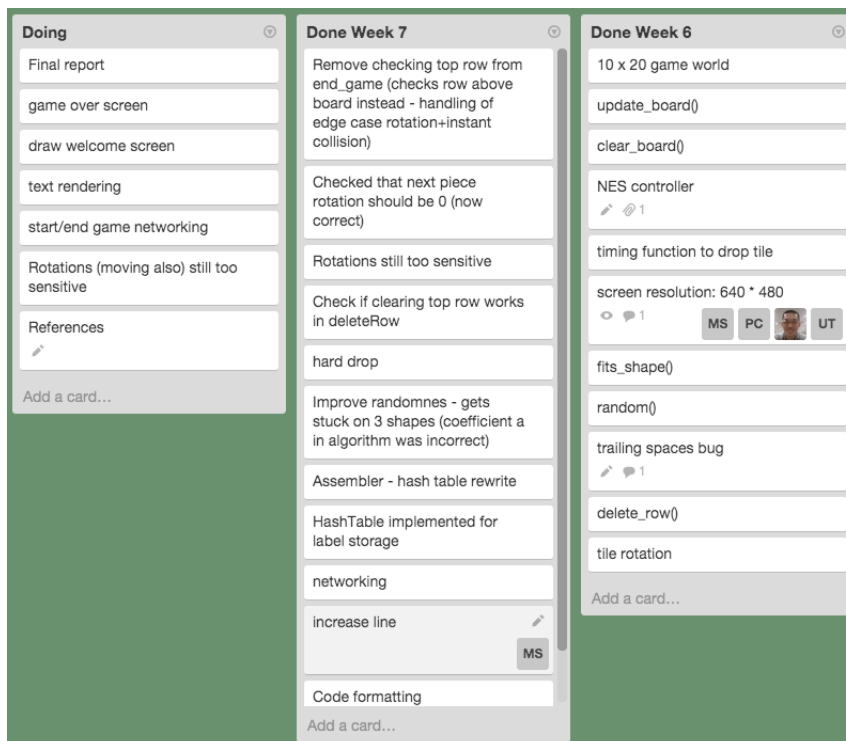 Doing
Final report
game over screen
draw welcome screen
text rendering
start/end game networking
Rotations (moving also) still too
sensitive
References
Add a card...
Done Week 7
Remove checking top row from
end_game (checks row above
board instead - handling of
edge case rotation+instant
collision)
Checked that next piece
rotation should be 0 (now
correct)
Rotations still too sensitive
Check if clearing top row works
in deleteRow
hard drop
Improve randomnes - gets
stuck on 3 shapes (coefficient a
in algorithm was incorrect)
Assembler - hash table rewrite
HashTable implemented for
label storage
networking
increase line
MS
Code formatting
Add a card...
Done Week 6
10 x 20 game world
update_board()
clear_board()
NES controller
1
timing function to drop tile
screen resolution: 640 * 480
1
MS PC UT
fits_shape()
random()
trailing spaces bug
1
delete_row()
tile rotation
Add a card...